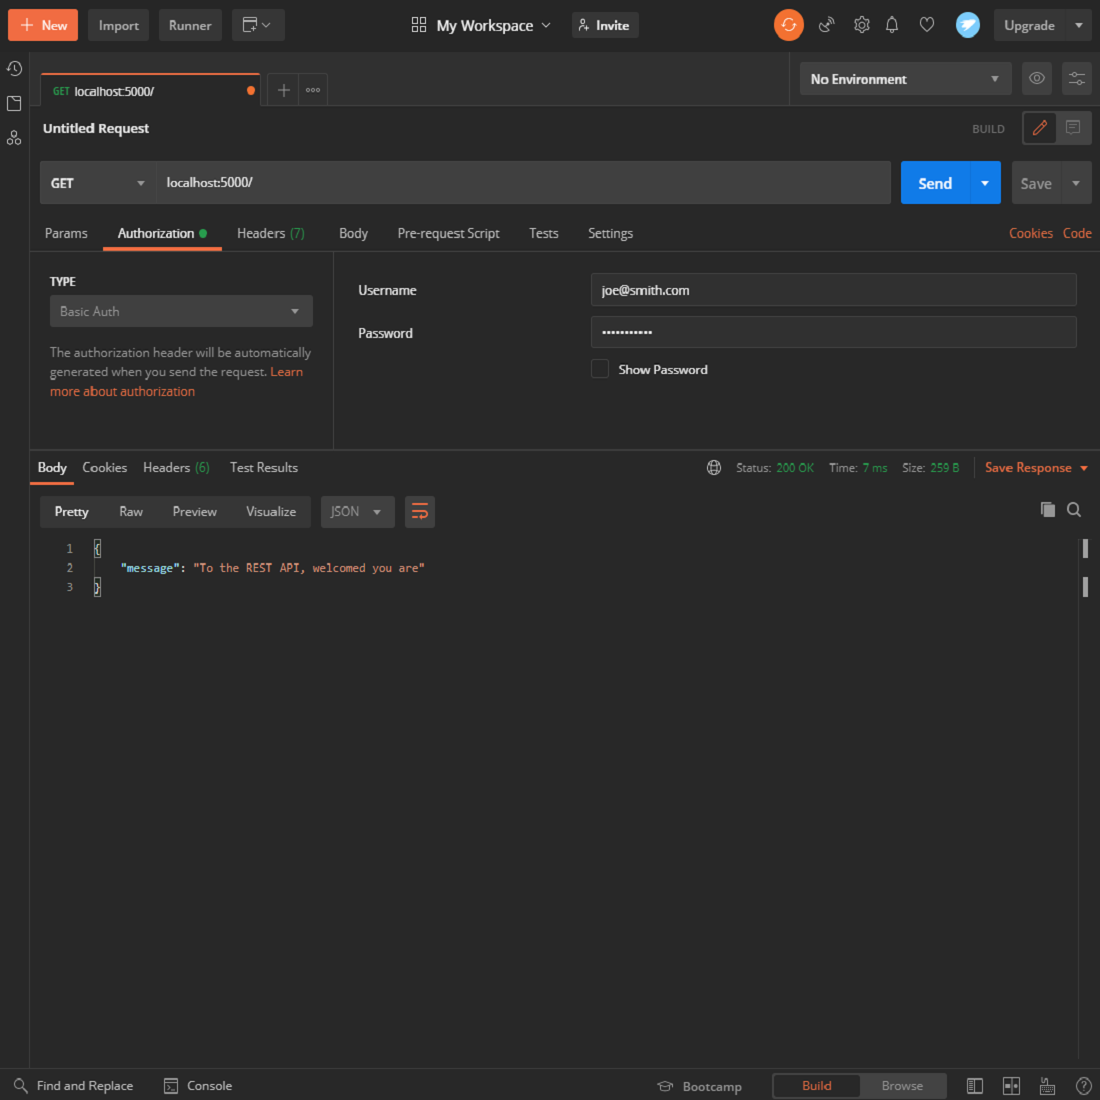 New Import Runner My Workspace Invite Upgrade
GET localhost:5000/ No Environment
Untitled Request BUILD
GET localhost:5000/ Send Save
Params Authorization Headers (7) Body Pre-request Script Tests Settings Cookies Code
TYPE
Basic Auth
The authorization header will be automatically
generated when you send the request. Learn
more about authorization
Username joe@smith.com
Password •••••••••••
Show Password
Body Cookies Headers (6) Test Results Status: 200 OK Time: 7 ms Size: 259 B Save Response
Pretty Raw Preview Visualize JSON
1 {
2 "message": "To the REST API, welcomed you are"
3 }
Find and Replace Console Bootcamp Build Browse